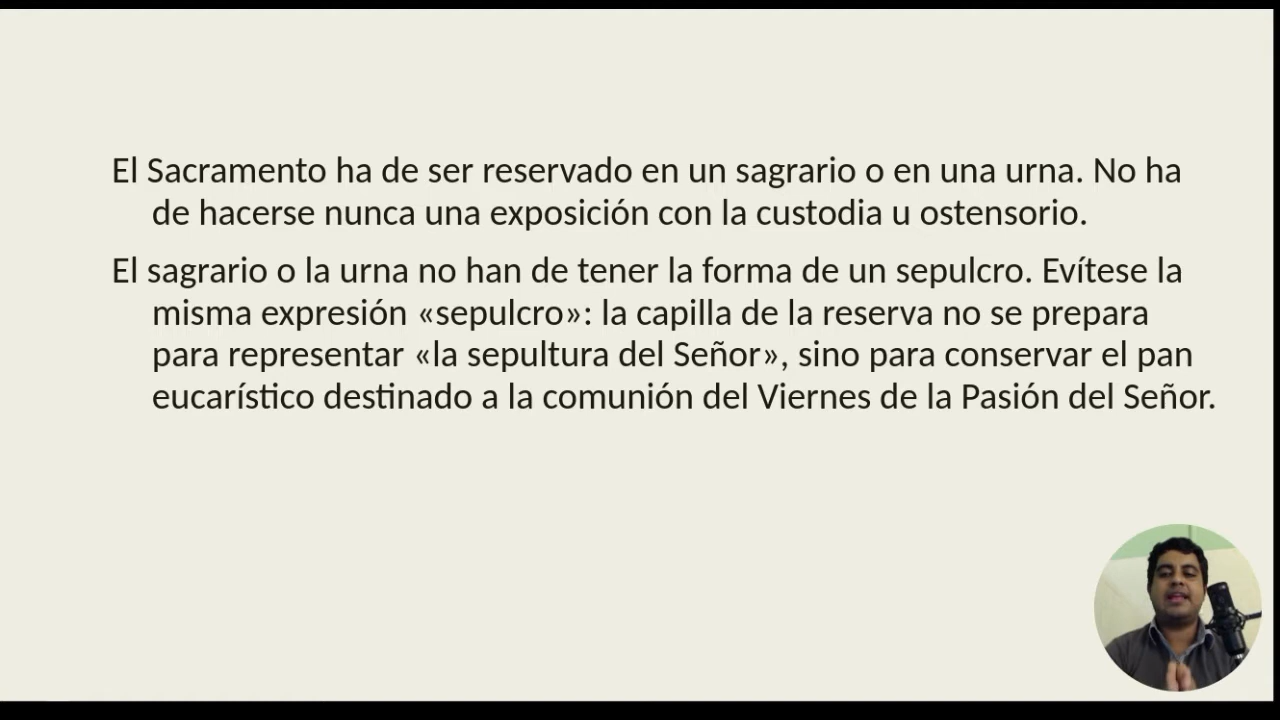 El Sacramento ha de ser reservado en un sagrario o en una urna. No ha
de hacerse nunca una exposición con la custodia u ostensorio.
El sagrario o la urna no han de tener la forma de un sepulcro. Evítese la
misma expresión «sepulcro»: la capilla de la reserva no se prepara
para representar «la sepultura del Señor», sino para conservar el pan
eucarístico destinado a la comunión del Viernes de la Pasión del Señor.